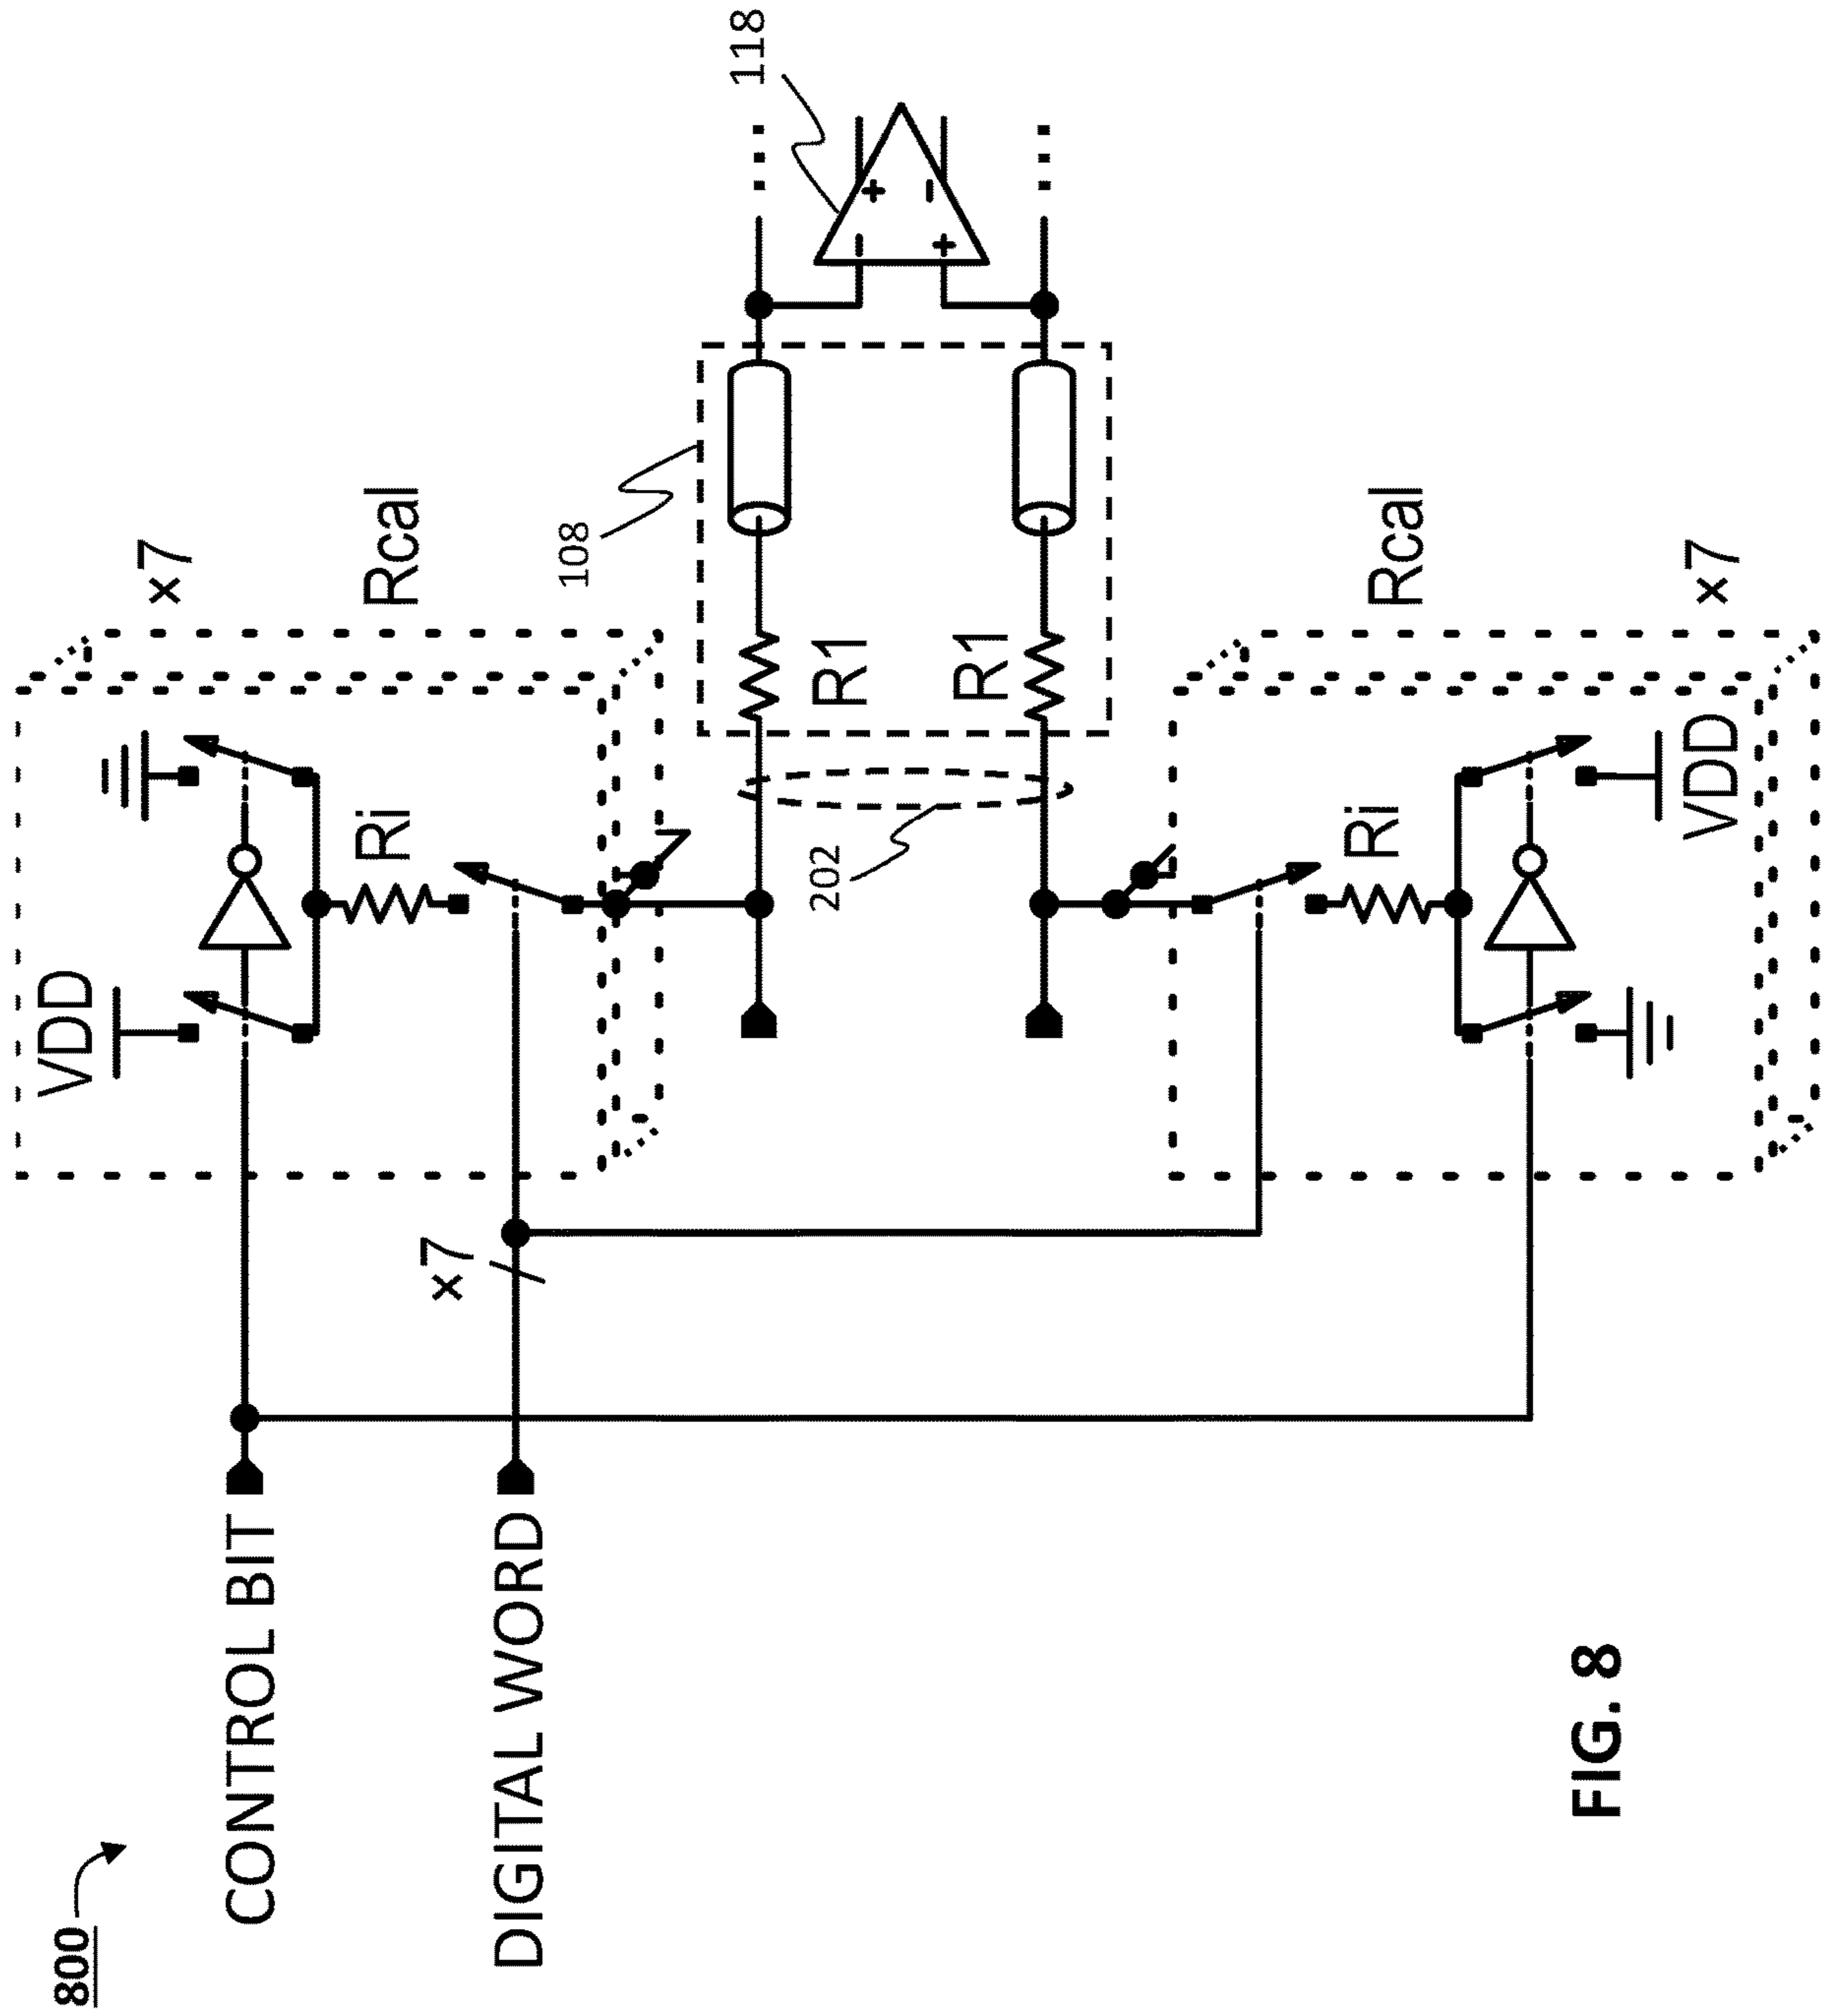 800
CONTROL BIT
DIGITAL WORD
×7
VDD
Ri
×7
Rcal
202
108
R1
R1
118
- +
+ -
Ri
VDD
Rcal
×7
FIG. 8